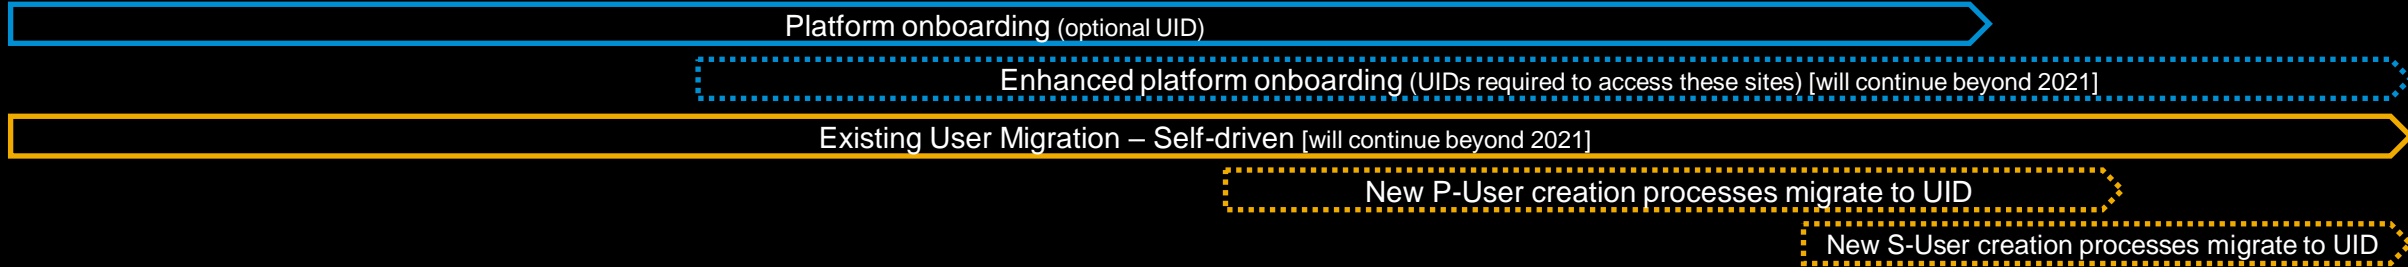 Platform onboarding (optional UID)
Enhanced platform onboarding (UIDs required to access these sites) [will continue beyond 2021]
Existing User Migration – Self-driven [will continue beyond 2021]
New P-User creation processes migrate to UID
New S-User creation processes migrate to UID